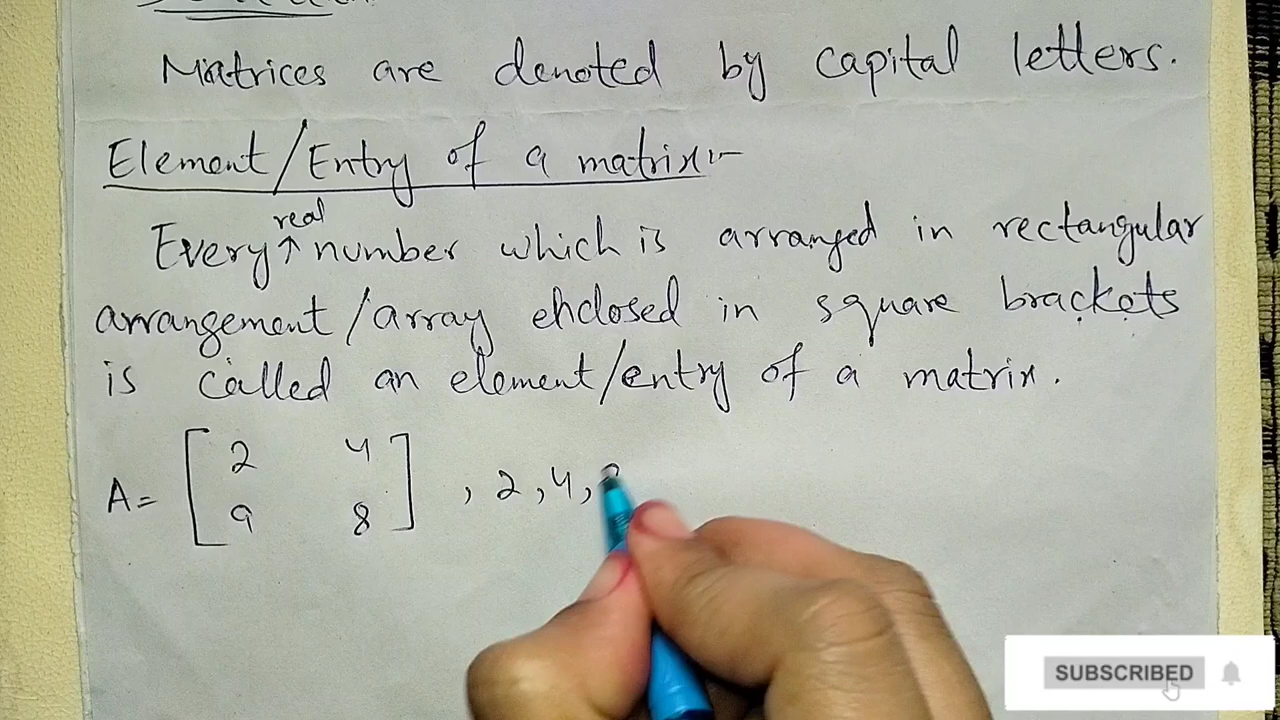 Matrices are denoted by capital letters.
Element/Entry of a matrix:-
real
Every ↑ number which is arranged in rectangular
arrangement/array enclosed in square brackets
is called an element/entry of a matrix.
A = [ 2 4
9 8 ] , 2, 4,
SUBSCRIBED